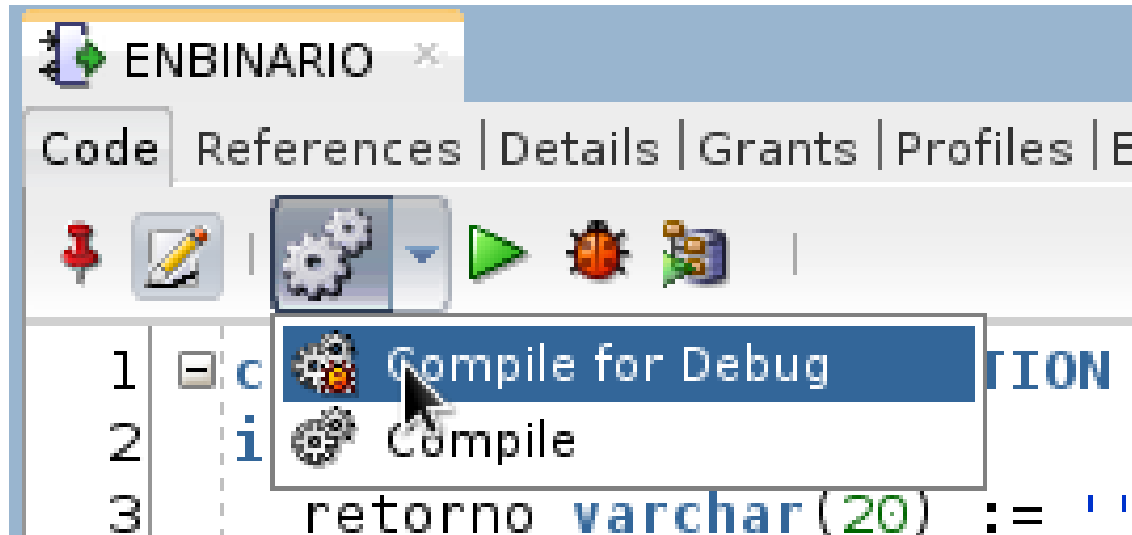 ENBINARIO
Code References Details Grants Profiles E
1 c TION
Compile for Debug
2 i
Compile
3 retorno varchar(20) := ''